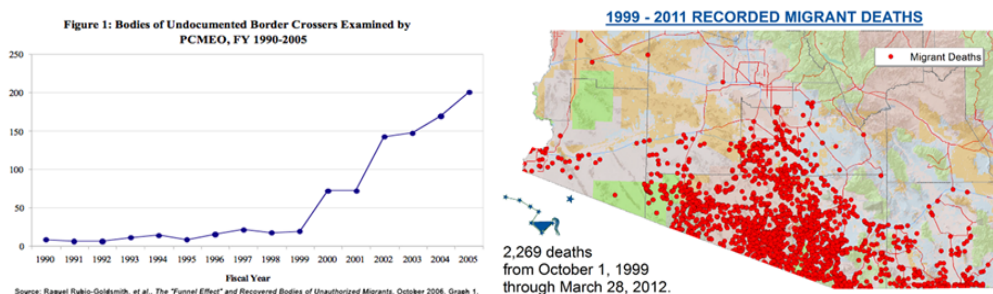 Figure 1: Bodies of Undocumented Border Crossers Examined by
PCMEO, FY 1990-2005
250
200
150
100
50
0
1990 1991 1992 1993 1994 1995 1996 1997 1998 1999 2000 2001 2002 2003 2004 2005
Fiscal Year
Source: Raquel Rubio-Goldsmith, et al., The "Funnel Effect" and Recovered Bodies of Unauthorized Migrants, October 2006, Graph 1.
1999 - 2011 RECORDED MIGRANT DEATHS
Migrant Deaths
2,269 deaths
from October 1, 1999
through March 28, 2012.